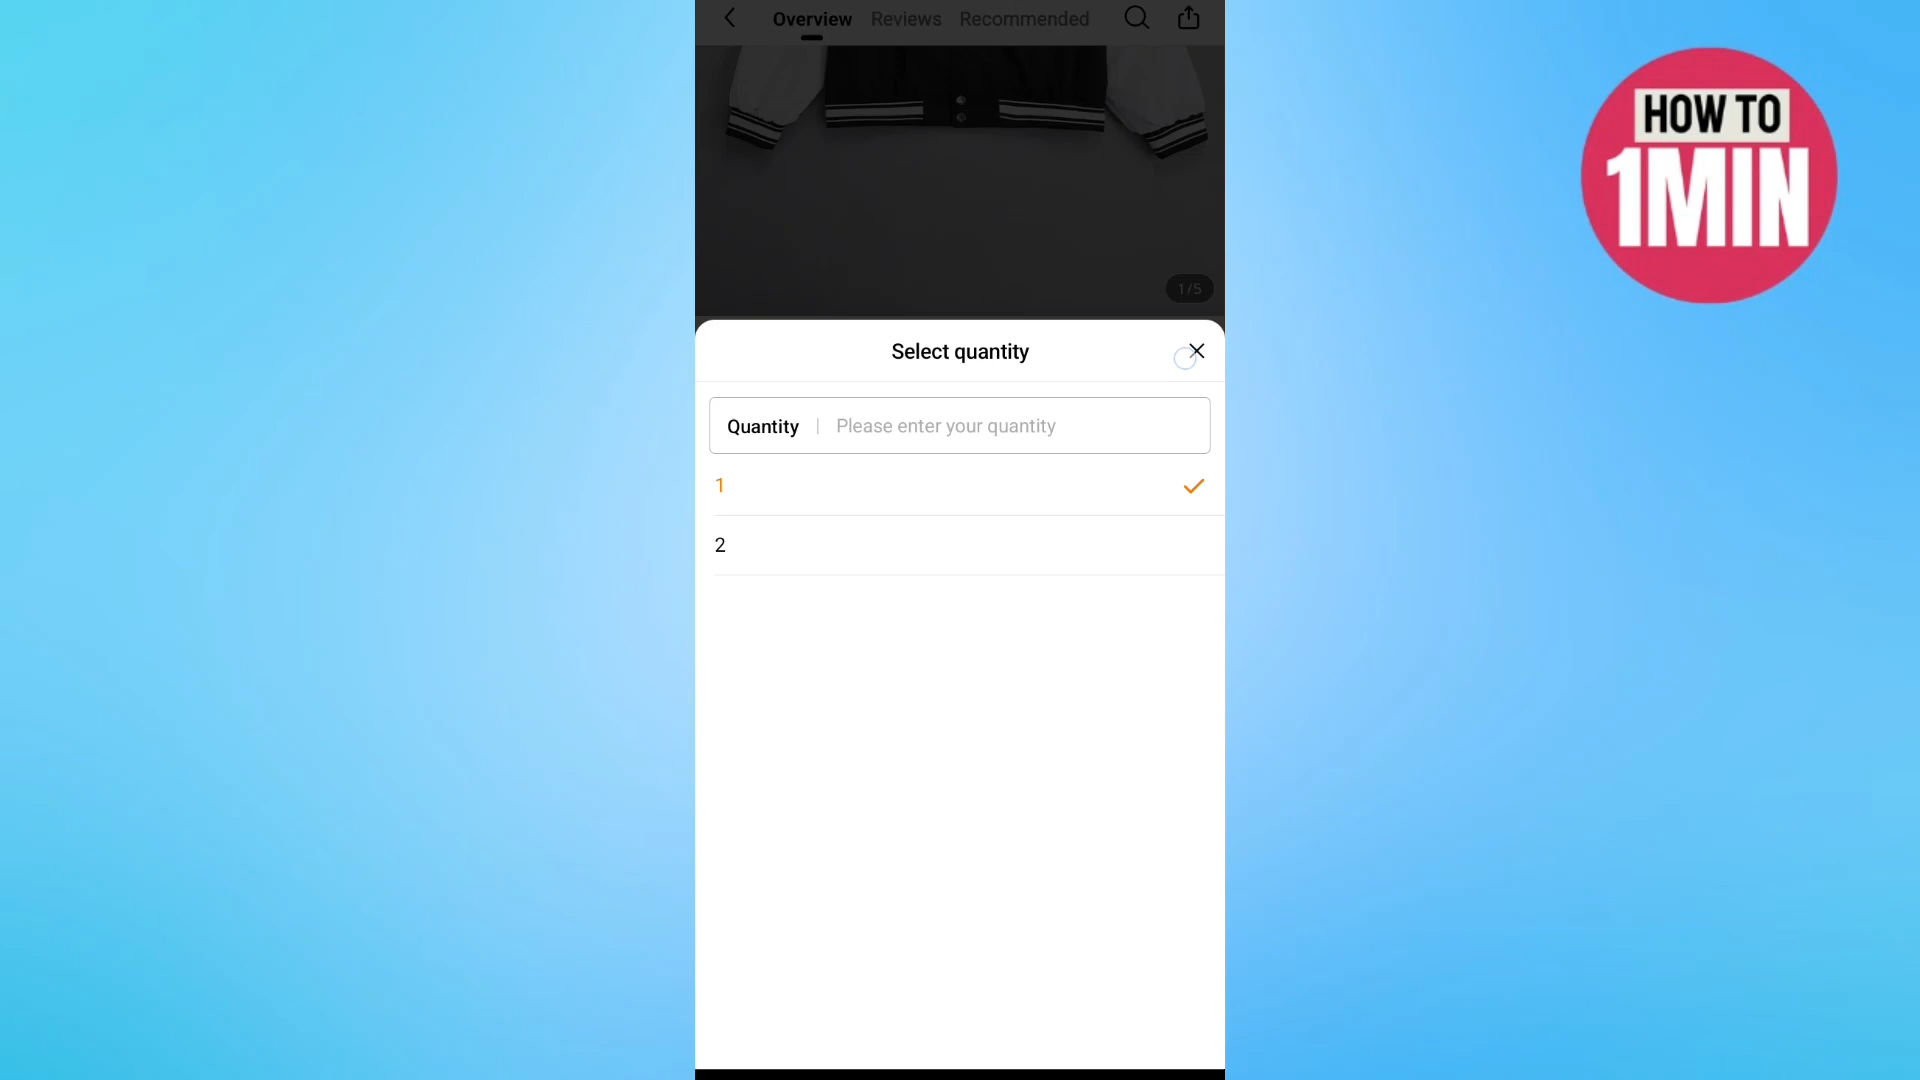 Overview Reviews Recommended
HOW TO
1MIN
1/5
Select quantity
Quantity | Please enter your quantity
1
2